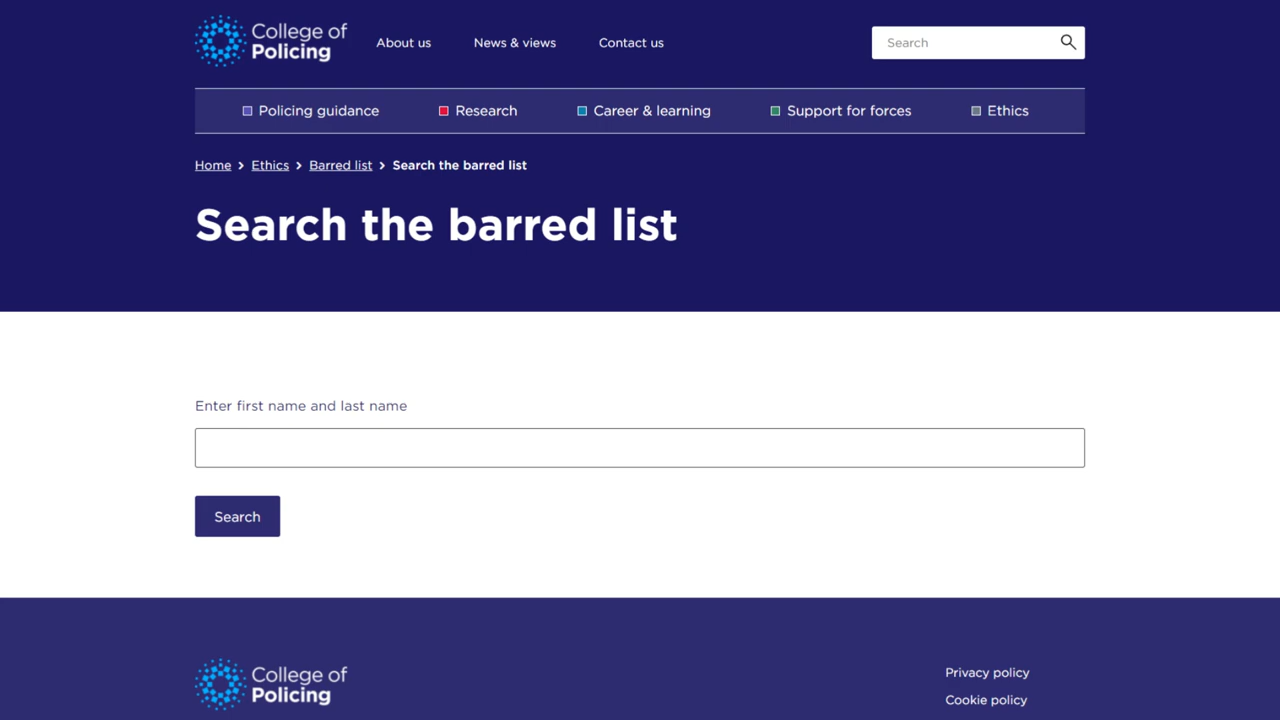 College of
Policing
About us
News & views
Contact us
Search
Policing guidance
Research
Career & learning
Support for forces
Ethics
Home > Ethics > Barred list > Search the barred list
Search the barred list
Enter first name and last name
Search
College of
Policing
Privacy policy
Cookie policy